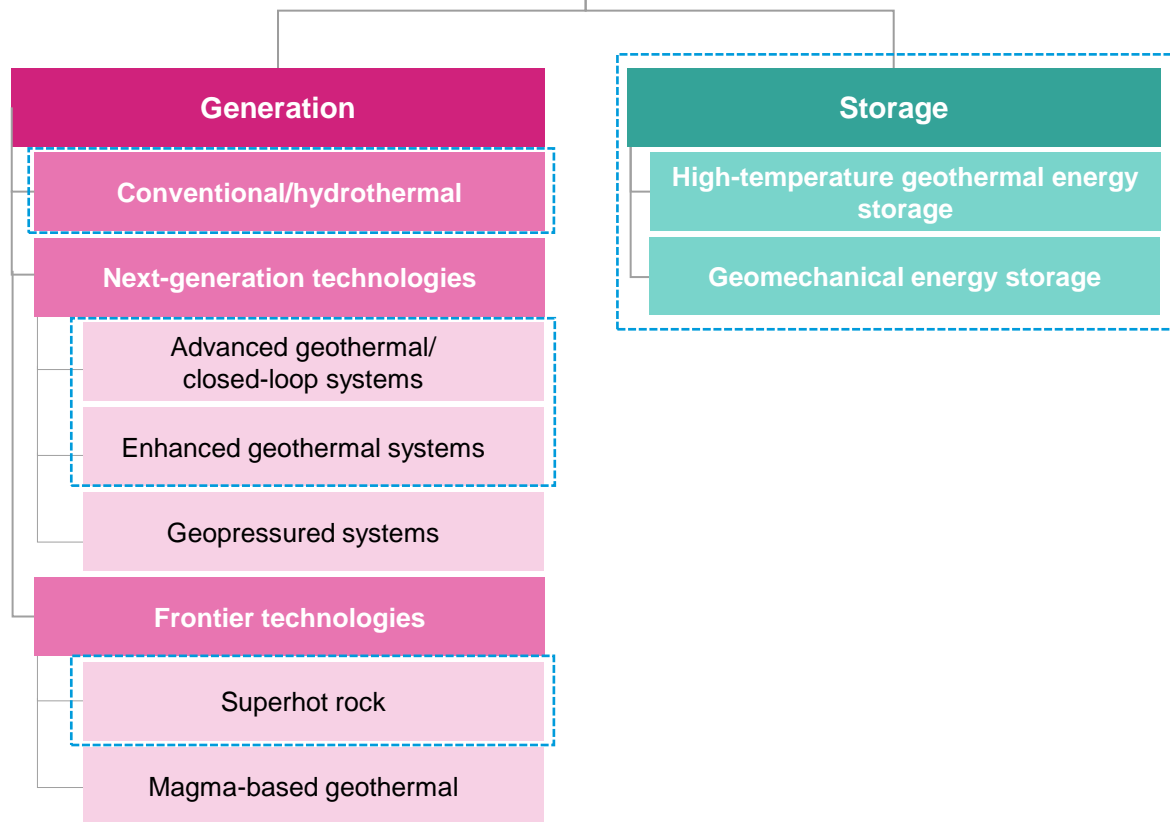 Generation
Conventional/hydrothermal
Next-generation technologies
Advanced geothermal/
closed-loop systems
Enhanced geothermal systems
Geopressured systems
Frontier technologies
Superhot rock
Magma-based geothermal
Storage
High-temperature geothermal energy
storage
Geomechanical energy storage